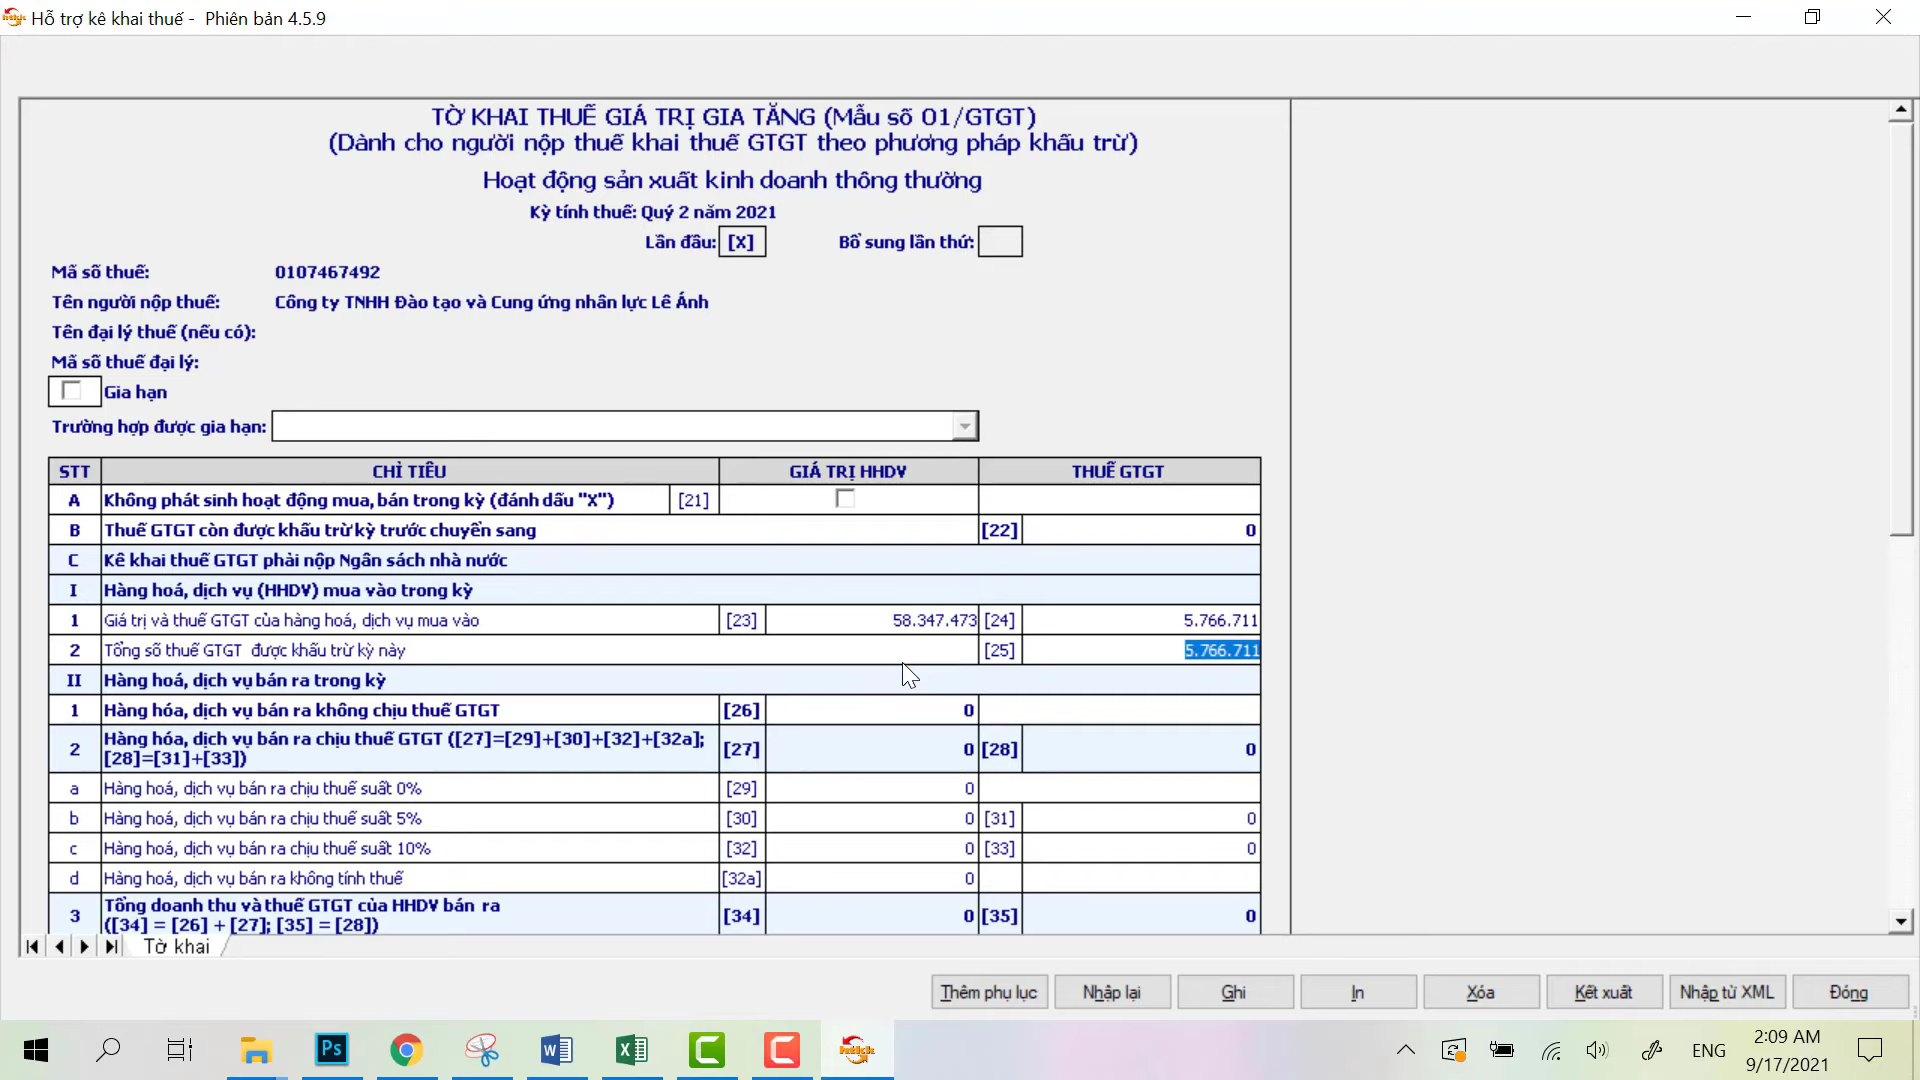 Hỗ trợ kê khai thuế - Phiên bản 4.5.9
TỜ KHAI THUẾ GIÁ TRỊ GIA TĂNG (Mẫu số 01/GTGT)
(Dành cho người nộp thuế khai thuế GTGT theo phương pháp khấu trừ)
Hoạt động sản xuất kinh doanh thông thường
Kỳ tính thuế: Quý 2 năm 2021
Lần đầu: [X] Bổ sung lần thứ:
Mã số thuế: 0107467492
Tên người nộp thuế: Công ty TNHH Đào tạo và Cung ứng nhân lực Lê Ánh
Tên đại lý thuế (nếu có):
Mã số thuế đại lý:
Gia hạn
Trường hợp được gia hạn:
STT CHỈ TIÊU GIÁ TRỊ HHDV THUẾ GTGT
A Không phát sinh hoạt động mua, bán trong kỳ (đánh dấu "X") [21]
B Thuế GTGT còn được khấu trừ kỳ trước chuyển sang [22] 0
C Kê khai thuế GTGT phải nộp Ngân sách nhà nước
I Hàng hoá, dịch vụ (HHDV) mua vào trong kỳ
1 Giá trị và thuế GTGT của hàng hoá, dịch vụ mua vào [23] 58.347.473 [24] 5.766.711
2 Tổng số thuế GTGT được khấu trừ kỳ này [25] 5.766.711
II Hàng hoá, dịch vụ bán ra trong kỳ
1 Hàng hóa, dịch vụ bán ra không chịu thuế GTGT [26] 0
2 Hàng hóa, dịch vụ bán ra chịu thuế GTGT ([27]=[29]+[30]+[32]+[32a];
[28]=[31]+[33]) [27] 0 [28] 0
a Hàng hoá, dịch vụ bán ra chịu thuế suất 0% [29] 0
b Hàng hoá, dịch vụ bán ra chịu thuế suất 5% [30] 0 [31] 0
c Hàng hoá, dịch vụ bán ra chịu thuế suất 10% [32] 0 [33] 0
d Hàng hoá, dịch vụ bán ra không tính thuế [32a] 0
3 Tổng doanh thu và thuế GTGT của HHDV bán ra
([34] = [26] + [27]; [35] = [28]) [34] 0 [35] 0
Tờ khai
Thêm phụ lục Nhập lại Ghi In Xóa Kết xuất Nhập từ XML Đóng
Ps
htkk
ENG
2:09 AM
9/17/2021